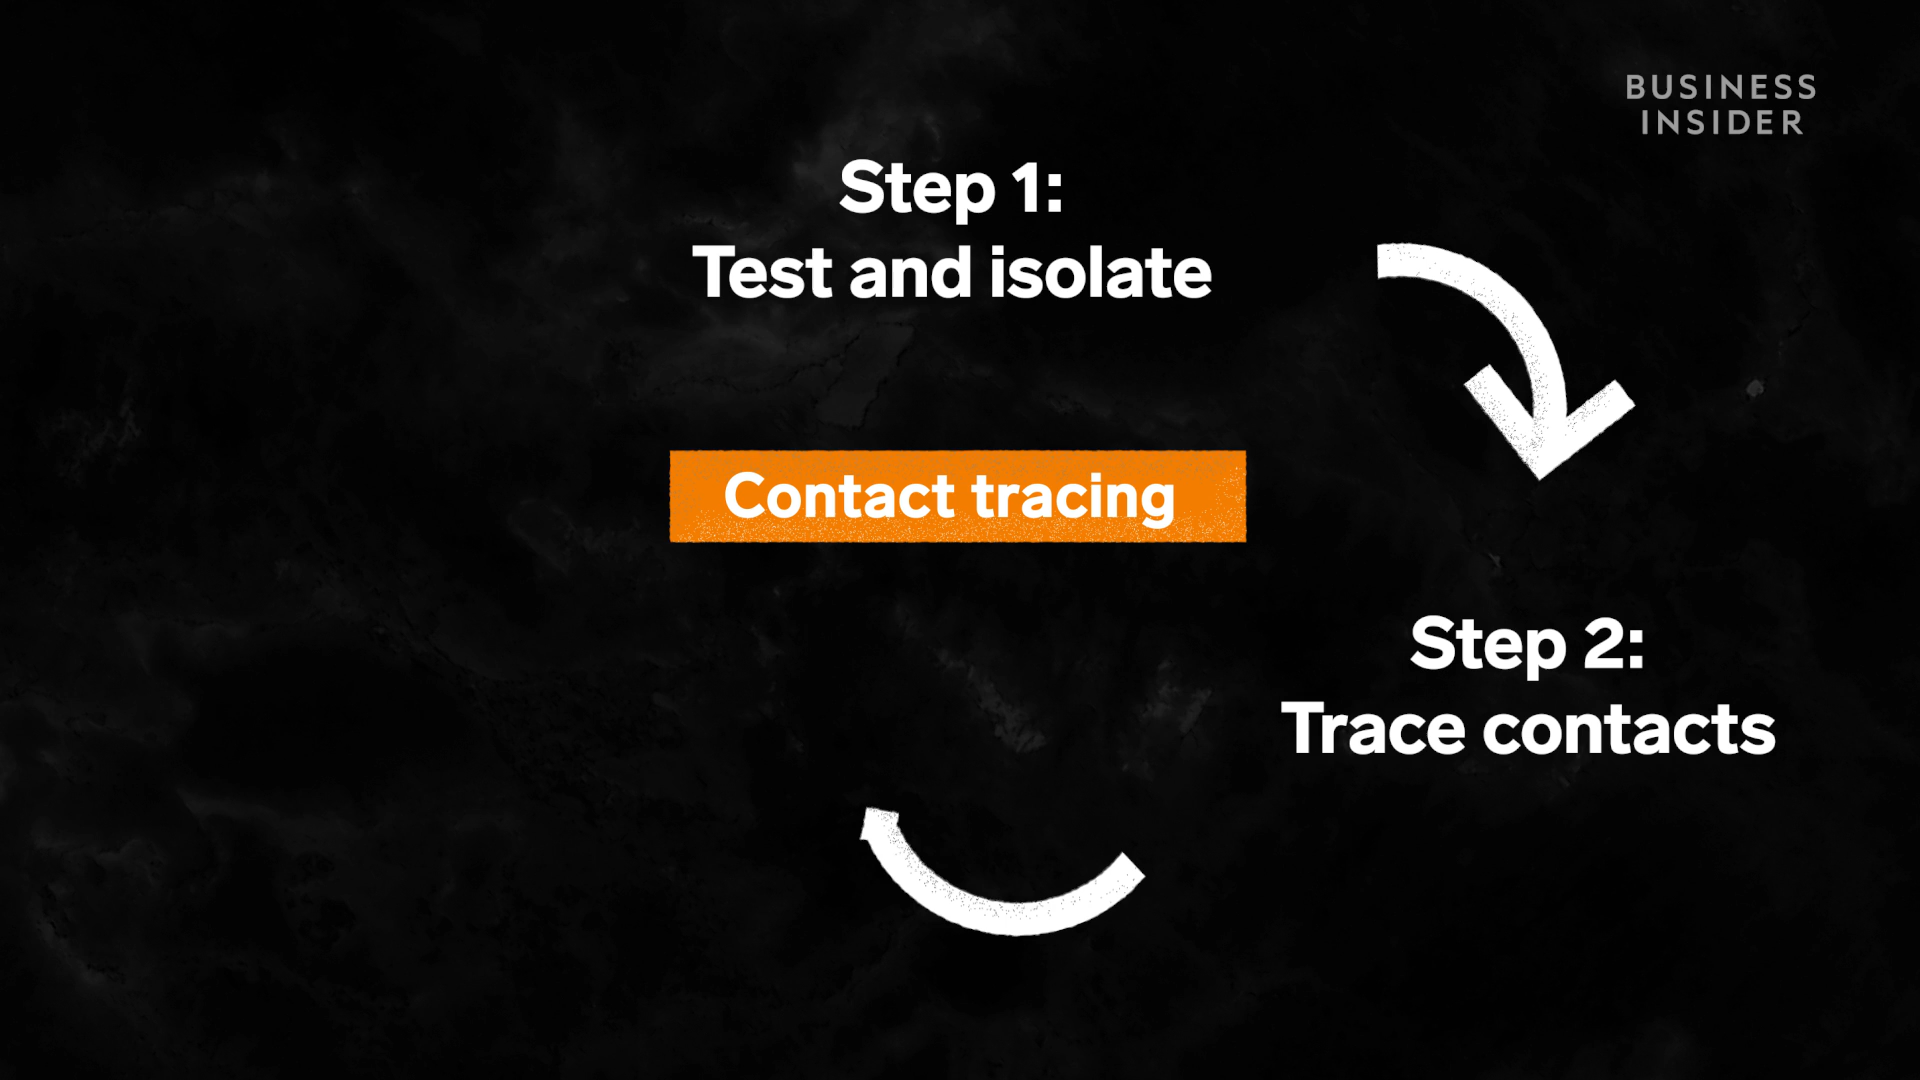 BUSINESS
INSIDER
Step 1:
Test and isolate
Contact tracing
Step 2:
Trace contacts